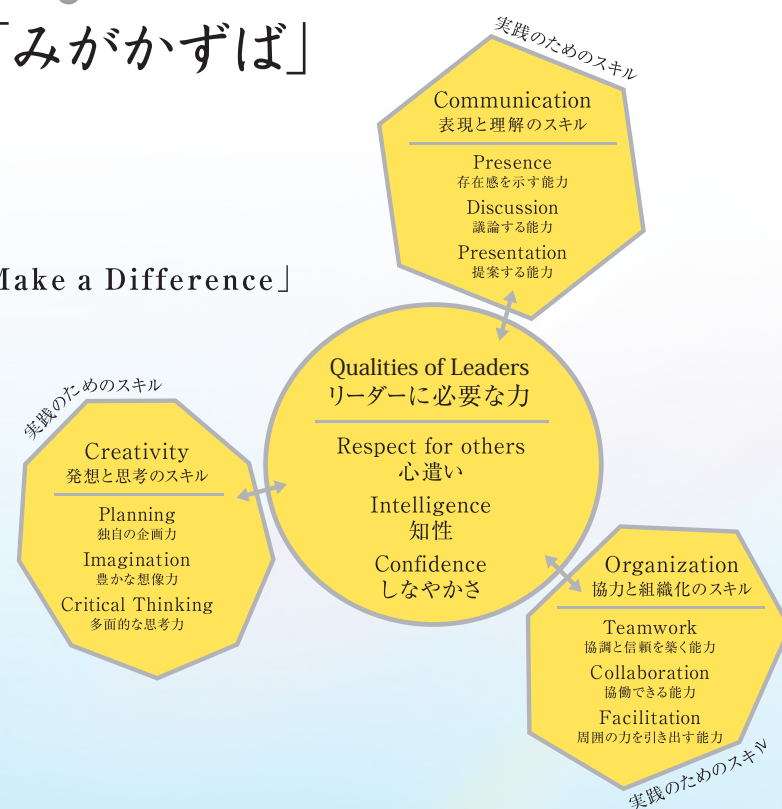 「みがかずば」
Make a Difference」
実践のためのスキル
Communication
表現と理解のスキル
Presence
存在感を示す能力
Discussion
議論する能力
Presentation
提案する能力
Qualities of Leaders
リーダーに必要な力
Respect for others
心遣い
Intelligence
知性
Confidence
しなやかさ
実践のためのスキル
Creativity
発想と思考のスキル
Planning
独自の企画力
Imagination
豊かな想像力
Critical Thinking
多面的な思考力
Organization
協力と組織化のスキル
Teamwork
協調と信頼を築く能力
Collaboration
協働できる能力
Facilitation
周囲の力を引き出す能力
実践のためのスキル